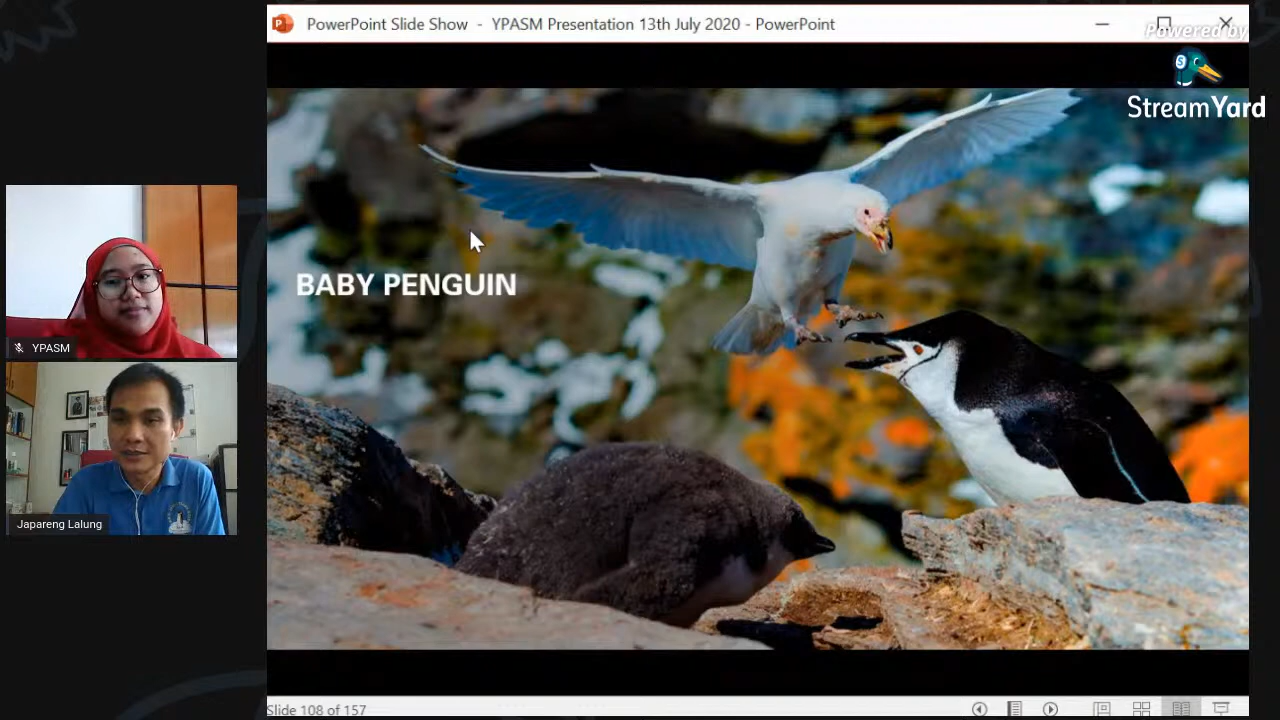 PowerPoint Slide Show - YPASM Presentation 13th July 2020 - PowerPoint
Powered by
S
StreamYard
BABY PENGUIN
YPASM
Japareng Lalung
Slide 108 of 157